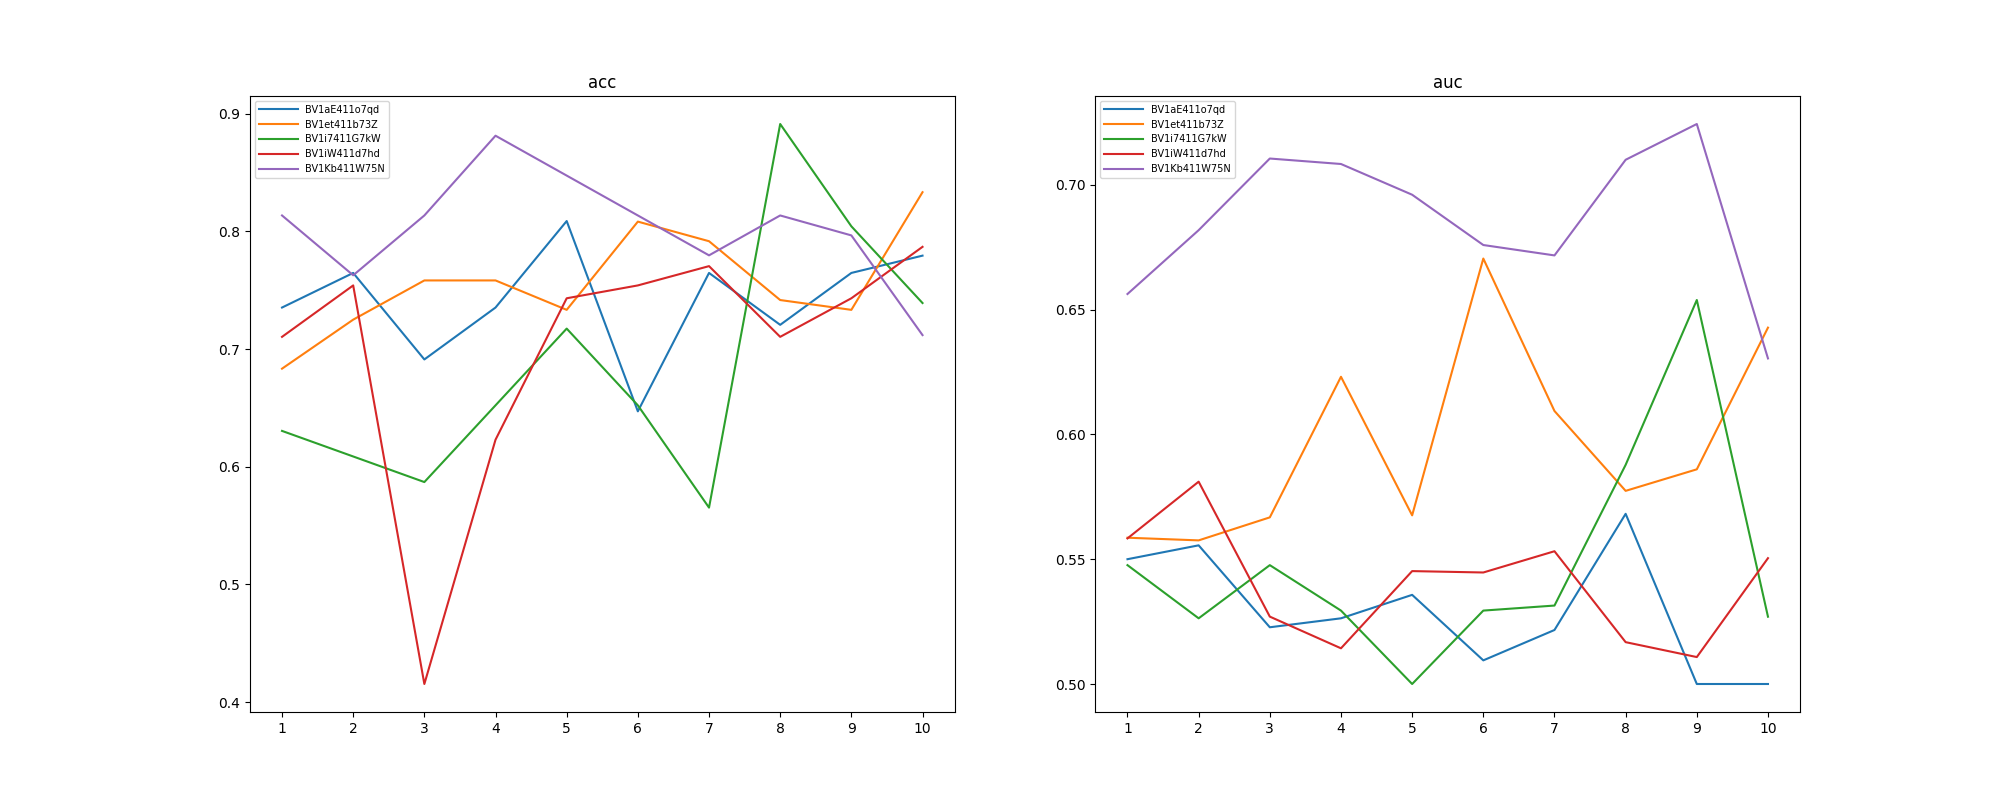 acc
0.9
0.8
0.7
0.6
0.5
0.4
BV1aE411o7qd
BV1et411b73Z
BV1i7411G7kW
BV1iW411d7hd
BV1Kb411W75N
1 2 3 4 5 6 7 8 9 10
auc
0.70
0.65
0.60
0.55
0.50
BV1aE411o7qd
BV1et411b73Z
BV1i7411G7kW
BV1iW411d7hd
BV1Kb411W75N
1 2 3 4 5 6 7 8 9 10